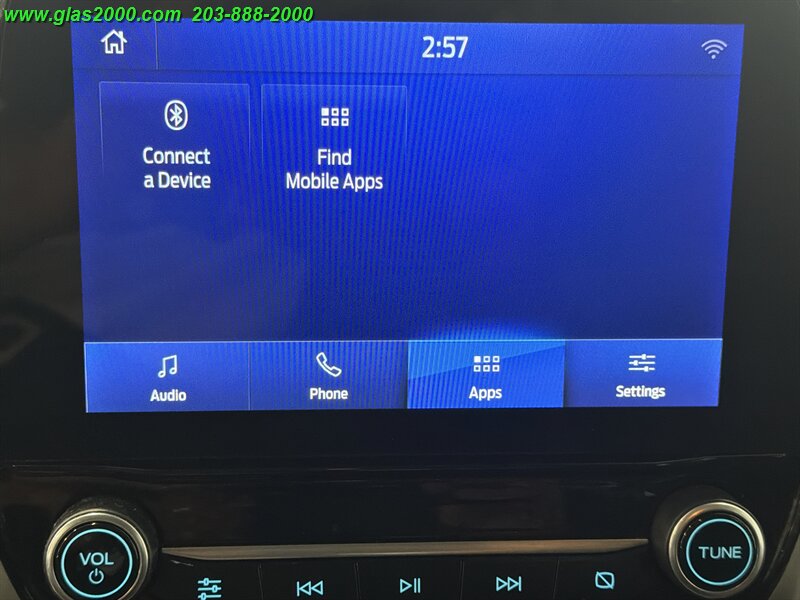 www.glas2000.com 203-888-2000
2:57
Connect
a Device
Find
Mobile Apps
Audio
Phone
Apps
Settings
VOL
TUNE